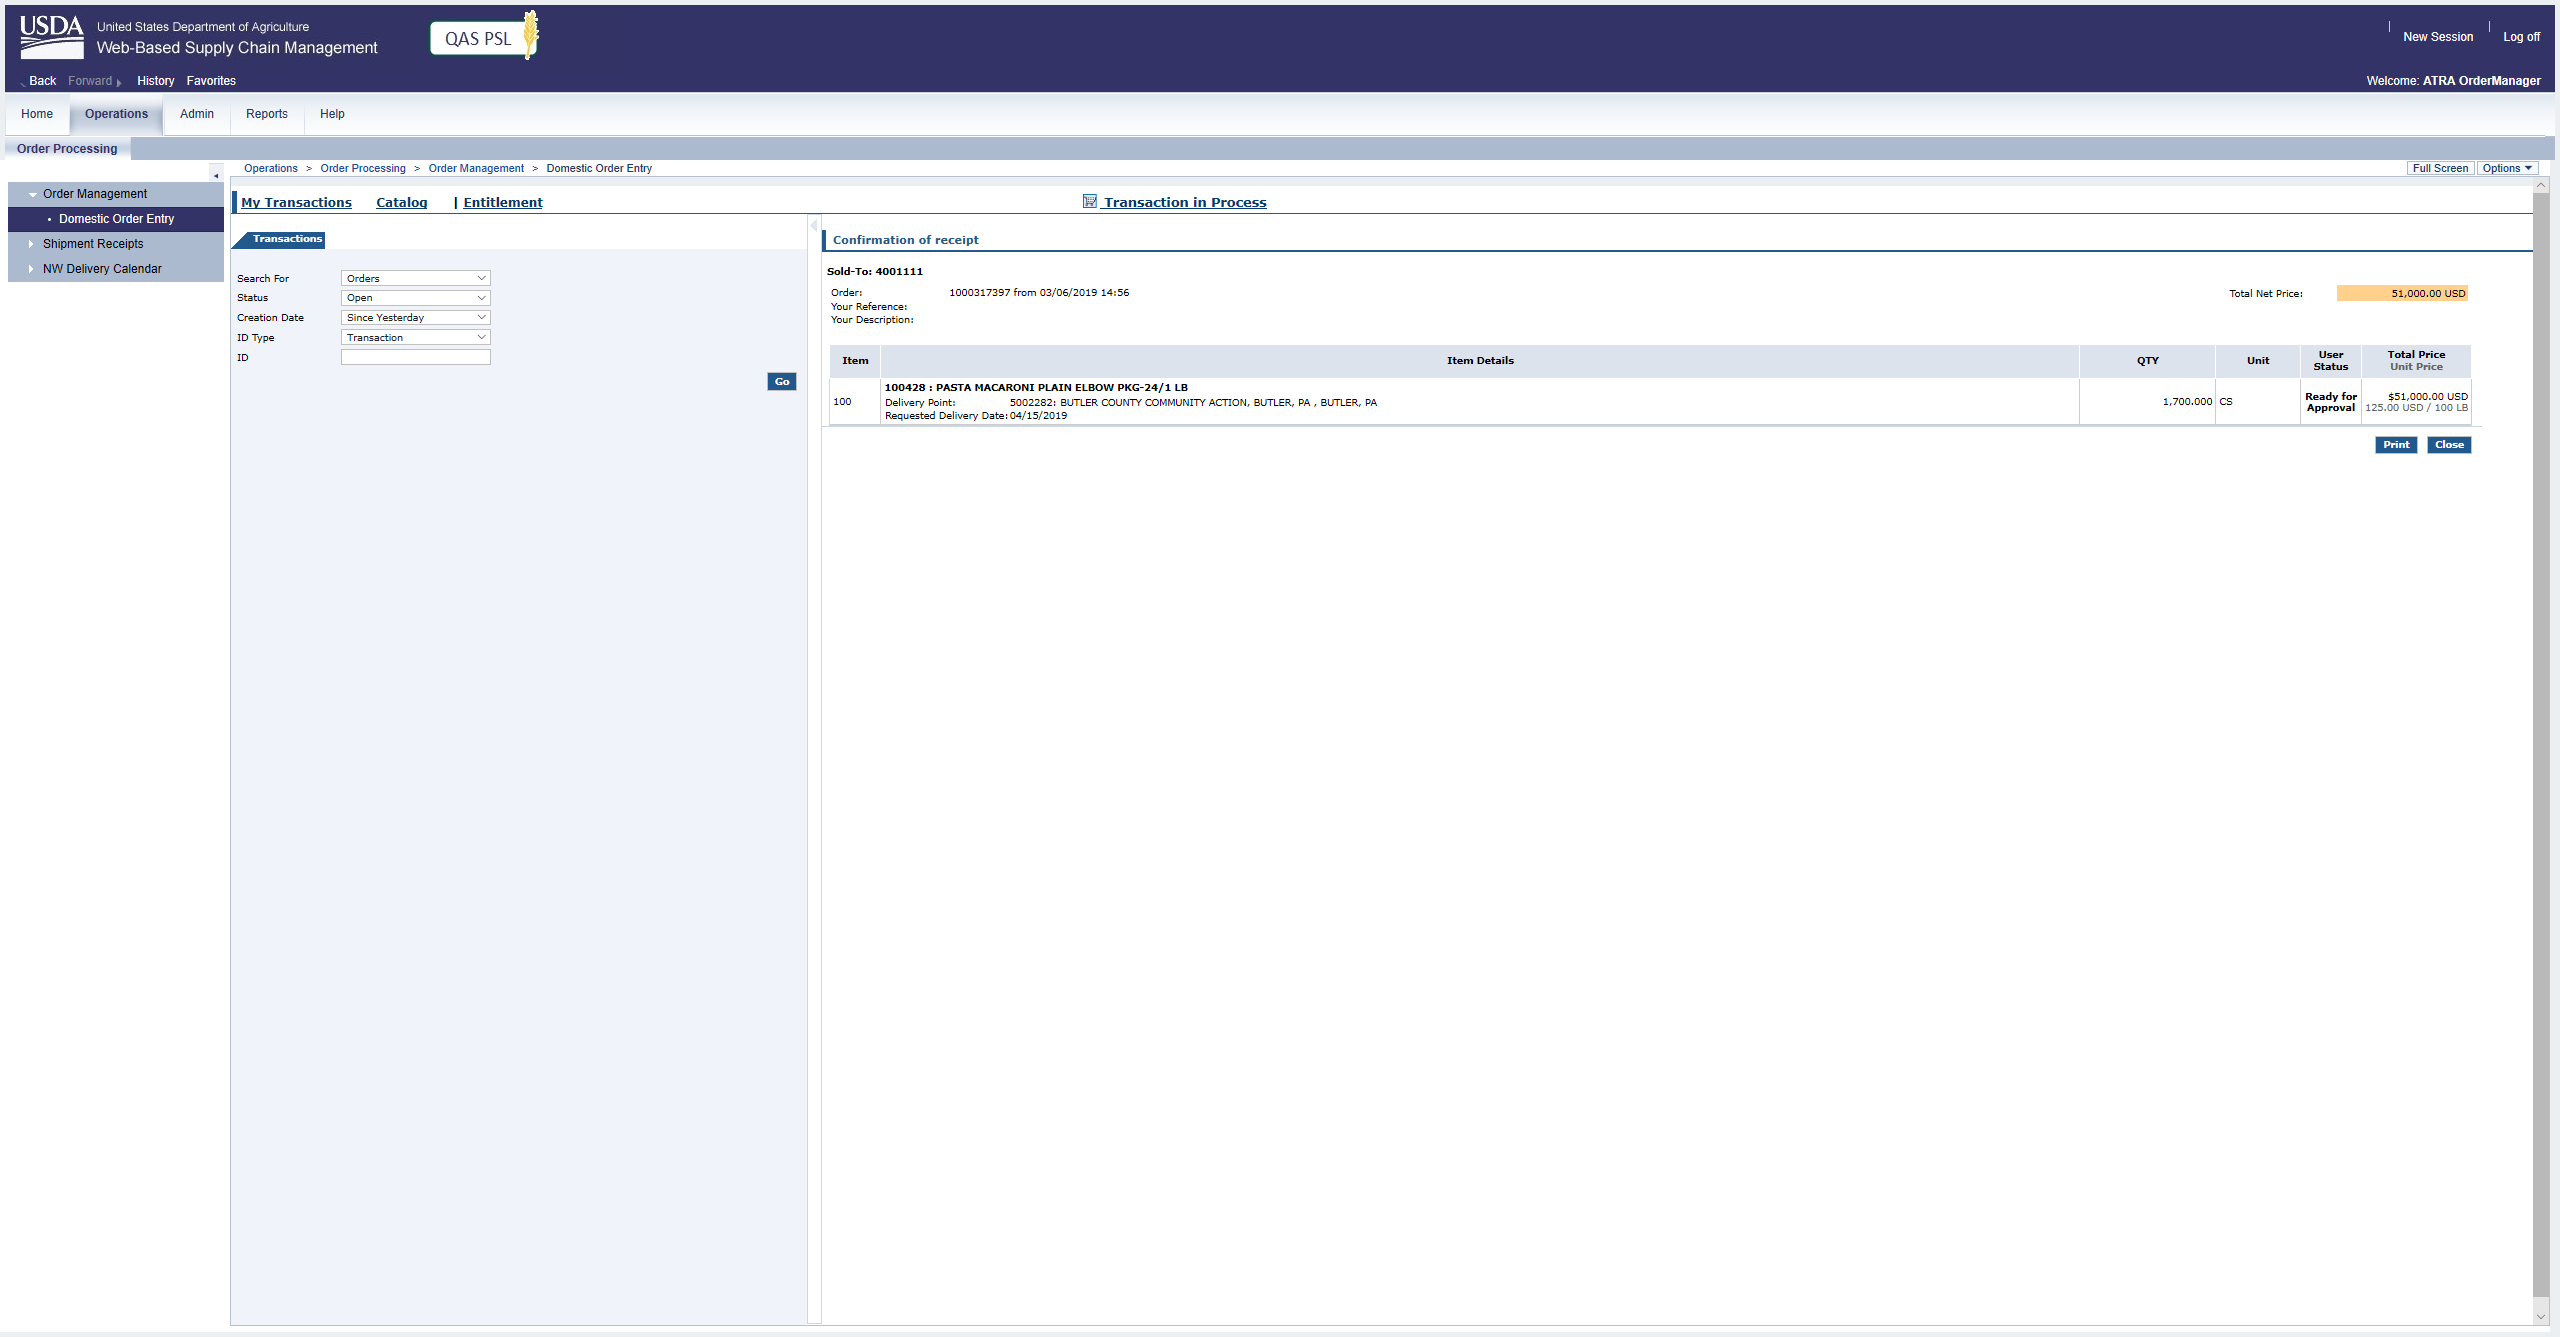 USDA United States Department of Agriculture
Web-Based Supply Chain Management
QAS PSL
New Session
Log off
Back Forward History Favorites
Welcome: ATRA OrderManager
Home Operations Admin Reports Help
Order Processing
Operations > Order Processing > Order Management > Domestic Order Entry
Full Screen Options
Order Management
Domestic Order Entry
Shipment Receipts
NW Delivery Calendar
My Transactions Catalog | Entitlement
Transaction in Process
Transactions
Search For Orders
Status Open
Creation Date Since Yesterday
ID Type Transaction
ID
Go
Confirmation of receipt
Sold-To: 4001111
Order: 1000317397 from 03/06/2019 14:56
Your Reference:
Your Description:
Total Net Price: 51,000.00 USD
Item Item Details QTY Unit User Status Total Price Unit Price
100
100428 : PASTA MACARONI PLAIN ELBOW PKG-24/1 LB
Delivery Point: 5002282: BUTLER COUNTY COMMUNITY ACTION, BUTLER, PA , BUTLER, PA
Requested Delivery Date: 04/15/2019
1,700.000 CS
Ready for Approval
$51,000.00 USD
125.00 USD / 100 LB
Print Close